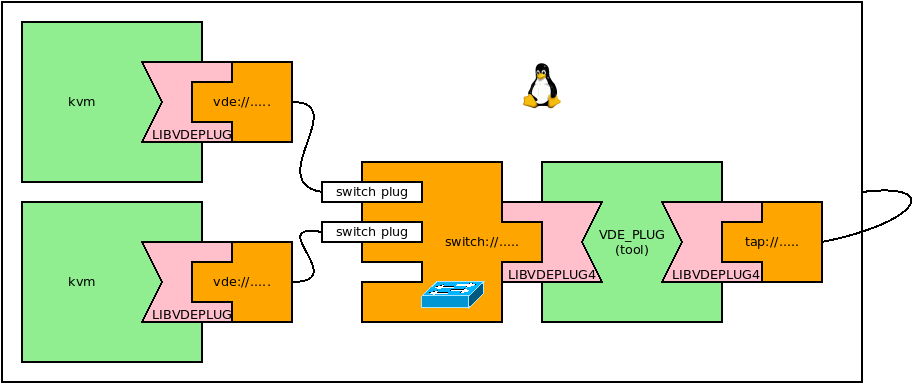 kvm
vde://.....
LIBVDEPLUG
switch plug
switch plug
switch://.....
LIBVDEPLUG4
VDE_PLUG
(tool)
LIBVDEPLUG4
tap://.....
kvm
vde://.....
LIBVDEPLUG